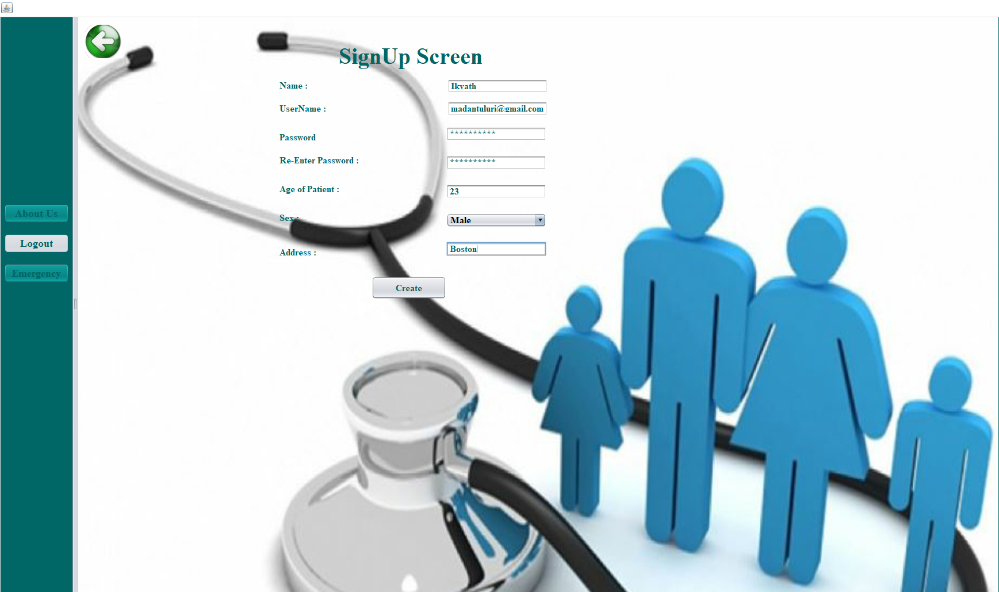 SignUp Screen
Name : Ikvath
UserName : madantuluri@gmail.com
Password **********
Re-Enter Password : **********
Age of Patient : 23
Sex : Male
Address : Boston
Create
About Us
Logout
Emergency